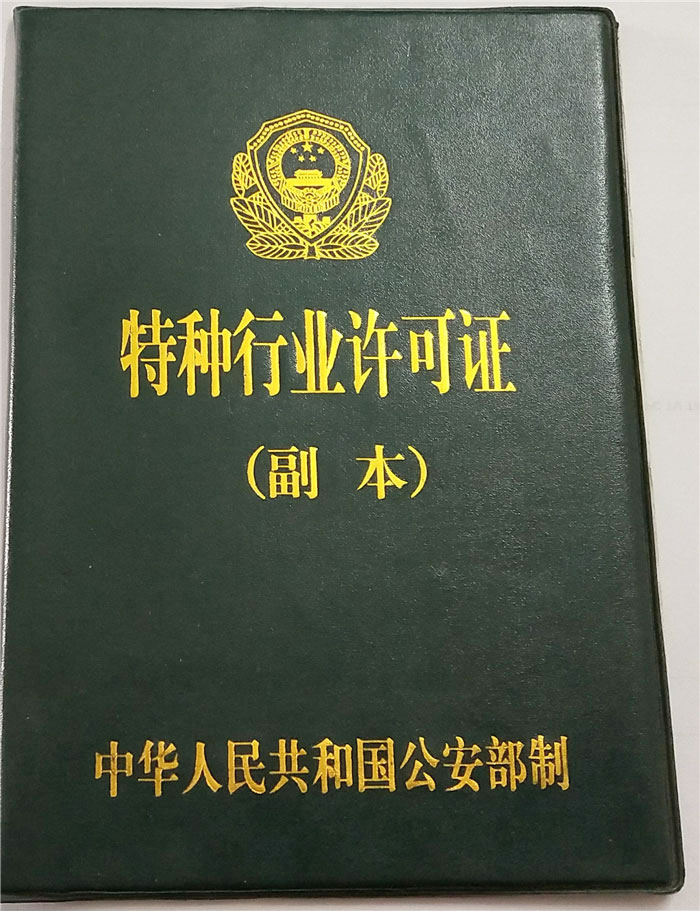 特种行业许可证
(副 本)
中华人民共和国公安部制